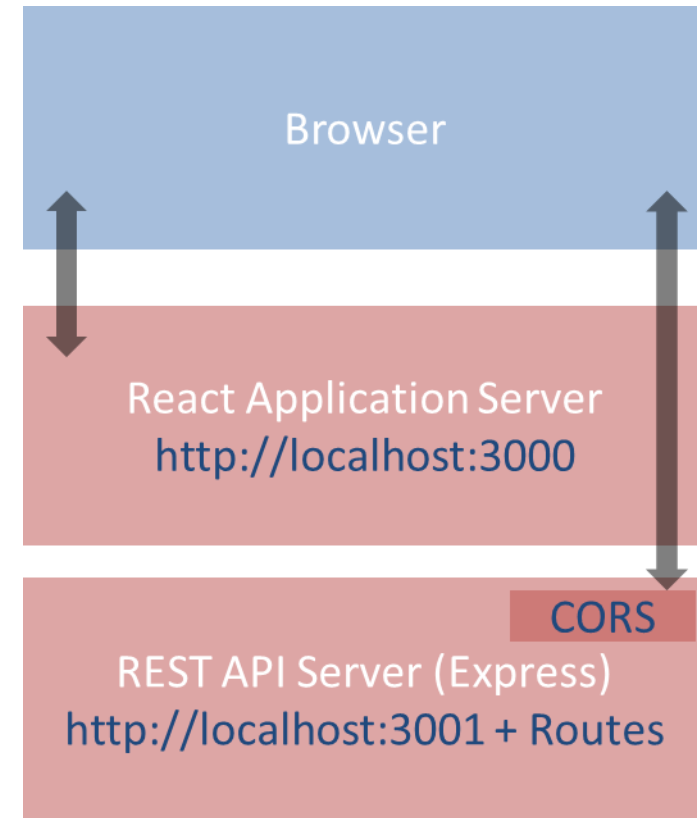 Browser
React Application Server
http://localhost:3000
CORS
REST API Server (Express)
http://localhost:3001 + Routes